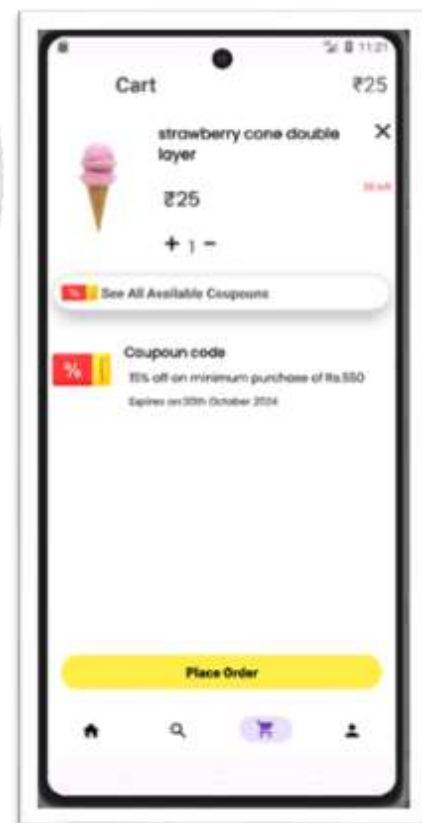 11:21
Cart ₹25
strawberry cone double
layer
₹25
+ 1 -
% See All Available Coupouns
Coupoun code
% 15% off on minimum purchase of Rs.550
Expires on 30th October 2024
Place Order